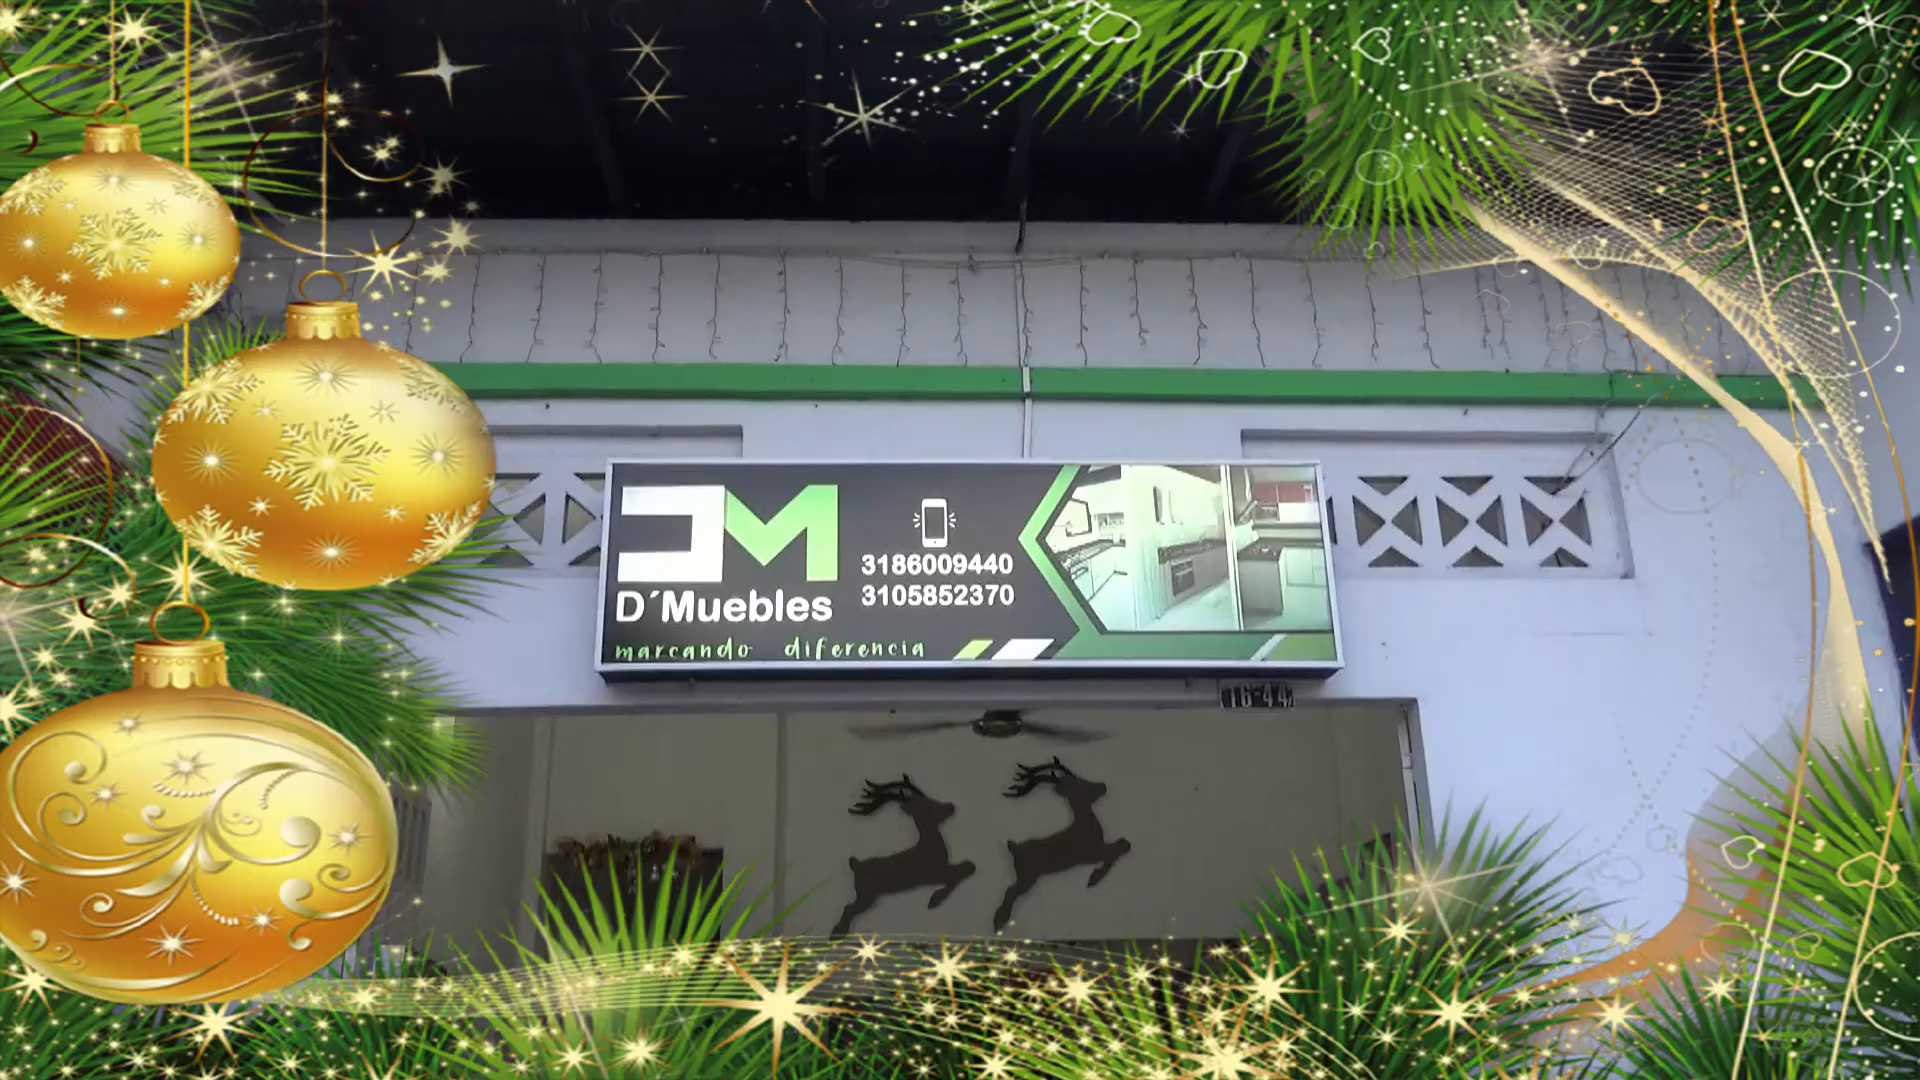 DM
D´Muebles
marcando diferencia
3186009440
3105852370
16-44